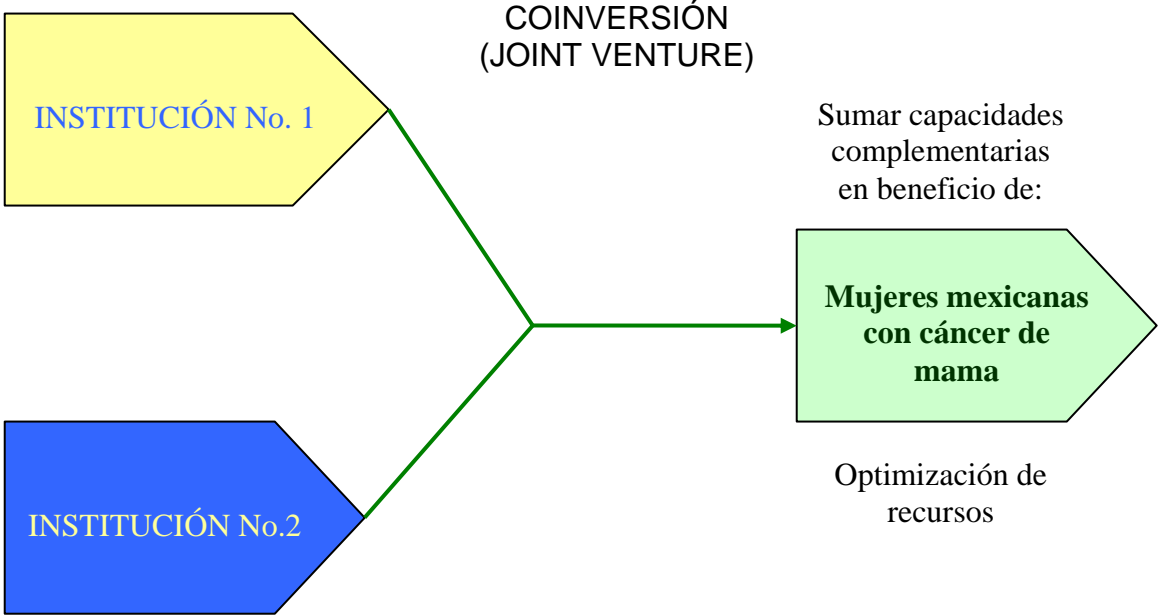 COINVERSIÓN
(JOINT VENTURE)
INSTITUCIÓN No. 1
Sumar capacidades
complementarias
en beneficio de:
Mujeres mexicanas
con cáncer de
mama
Optimización de
recursos
INSTITUCIÓN No.2